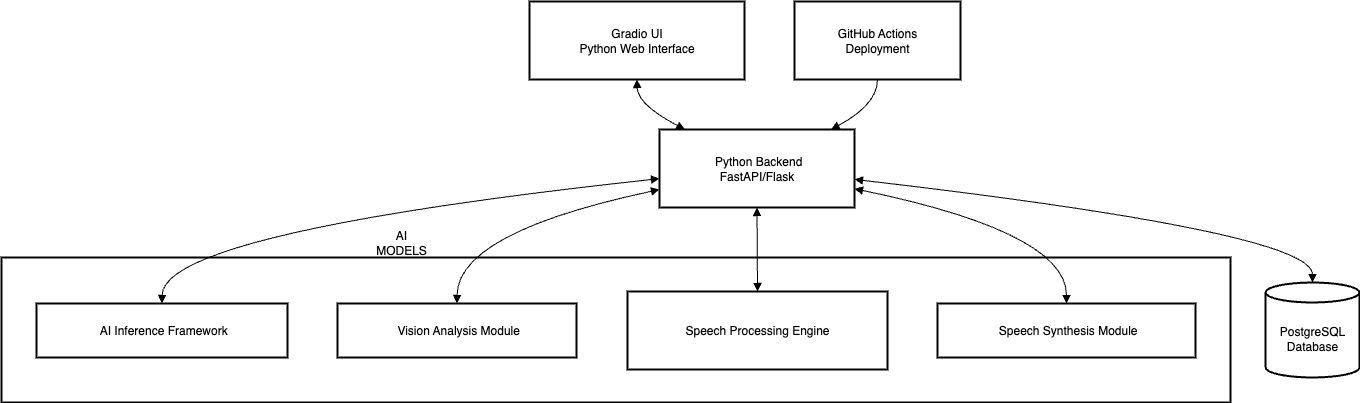 Gradio UI
Python Web Interface
GitHub Actions
Deployment
Python Backend
FastAPI/Flask
AI
MODELS
AI Inference Framework
Vision Analysis Module
Speech Processing Engine
Speech Synthesis Module
PostgreSQL
Database